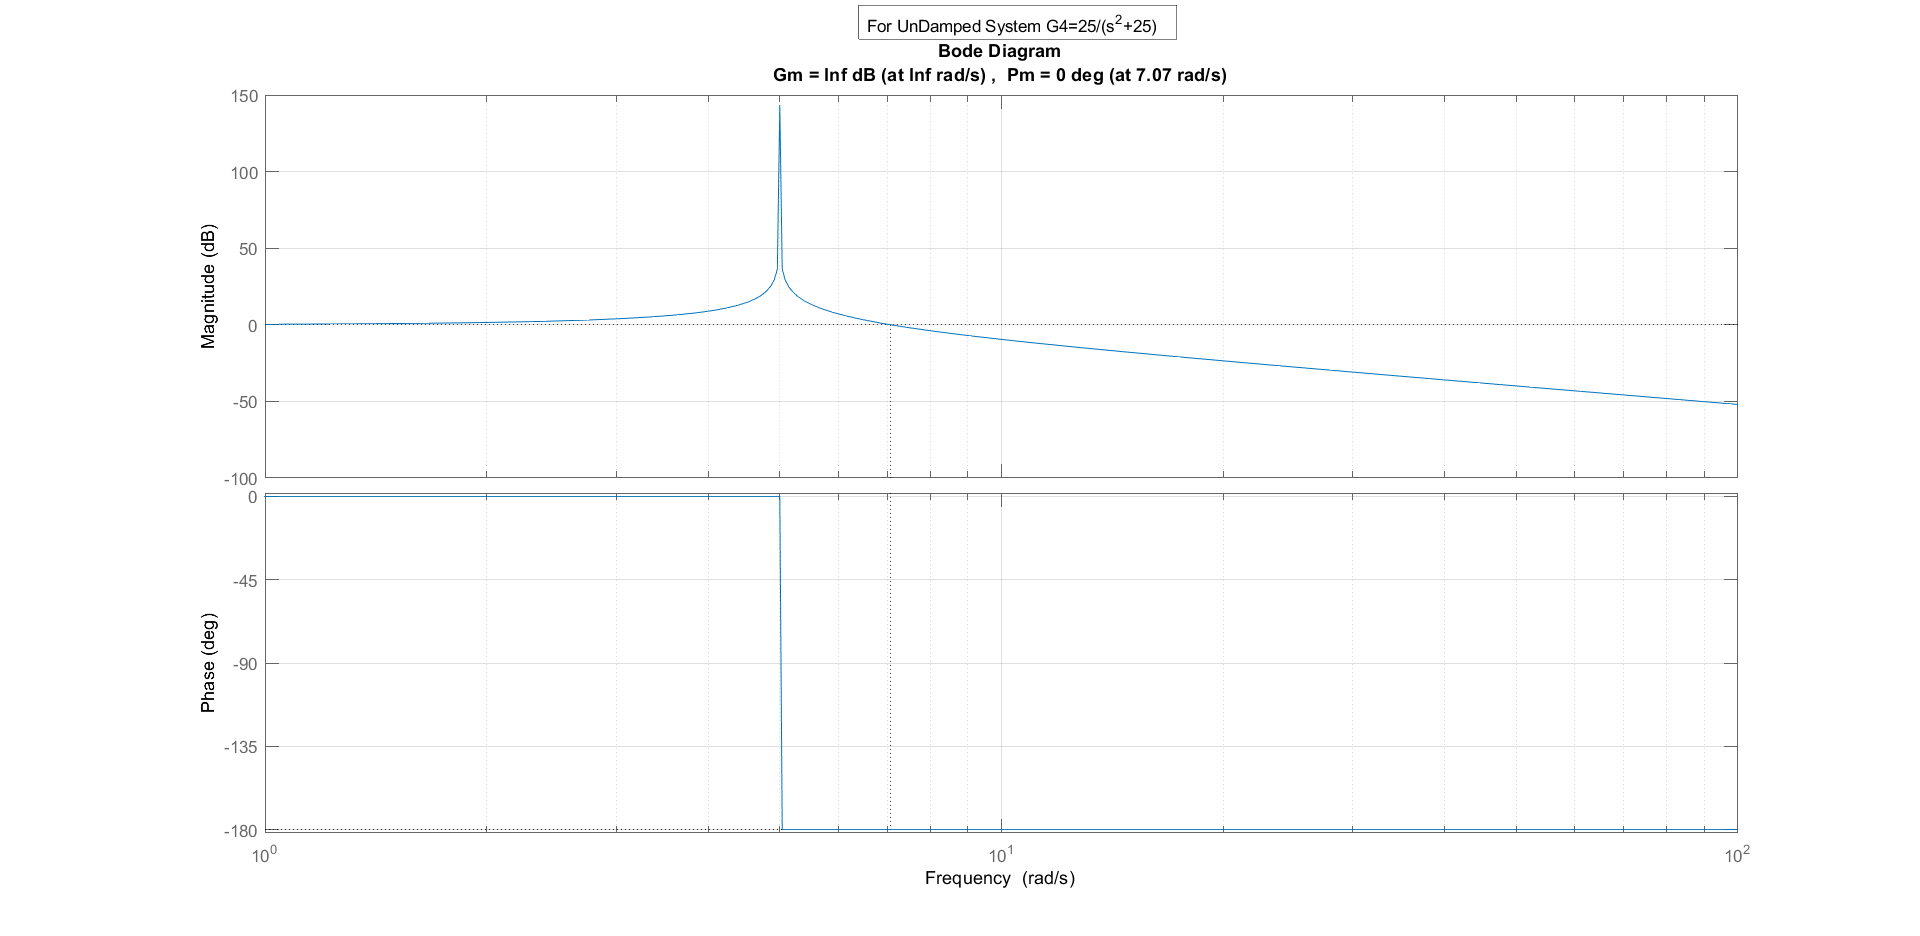 For UnDamped System G4=25/(s²+25)
Bode Diagram
Gm = Inf dB (at Inf rad/s) ,  Pm = 0 deg (at 7.07 rad/s)
150
100
50
0
-50
-100
Magnitude (dB)
0
-45
-90
-135
-180
Phase (deg)
10⁰
10¹
10²
Frequency  (rad/s)